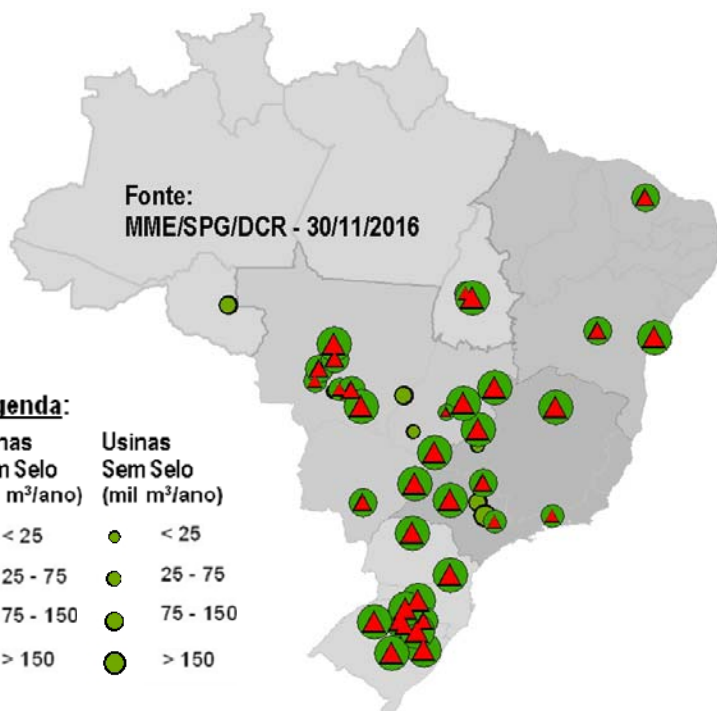 Fonte:
MME/SPG/DCR - 30/11/2016
genda:
nas
m Selo
m³/ano)
< 25
25 - 75
75 - 150
> 150
Usinas
Sem Selo
(mil m³/ano)
< 25
25 - 75
75 - 150
> 150